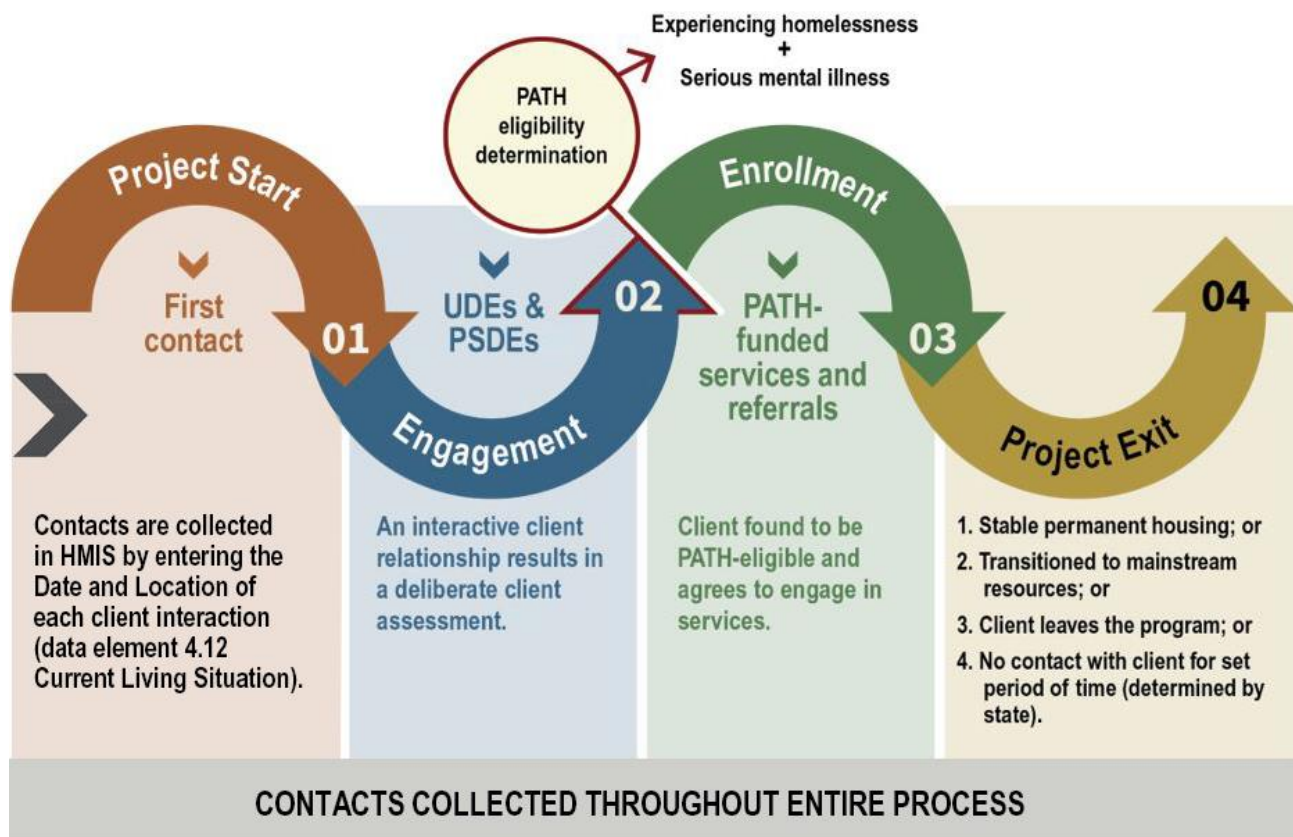 Experiencing homelessness
+
Serious mental illness
PATH
eligibility
determination
Project Start
First
contact
01
Contacts are collected
in HMIS by entering the
Date and Location of
each client interaction
(data element 4.12
Current Living Situation).
UDEs &
PSDEs
02
Engagement
An interactive client
relationship results in
a deliberate client
assessment.
Enrollment
PATH-
funded
services and
referrals
03
Client found to be
PATH-eligible and
agrees to engage in
services.
04
Project Exit
1. Stable permanent housing; or
2. Transitioned to mainstream
resources; or
3. Client leaves the program; or
4. No contact with client for set
period of time (determined by
state).
CONTACTS COLLECTED THROUGHOUT ENTIRE PROCESS